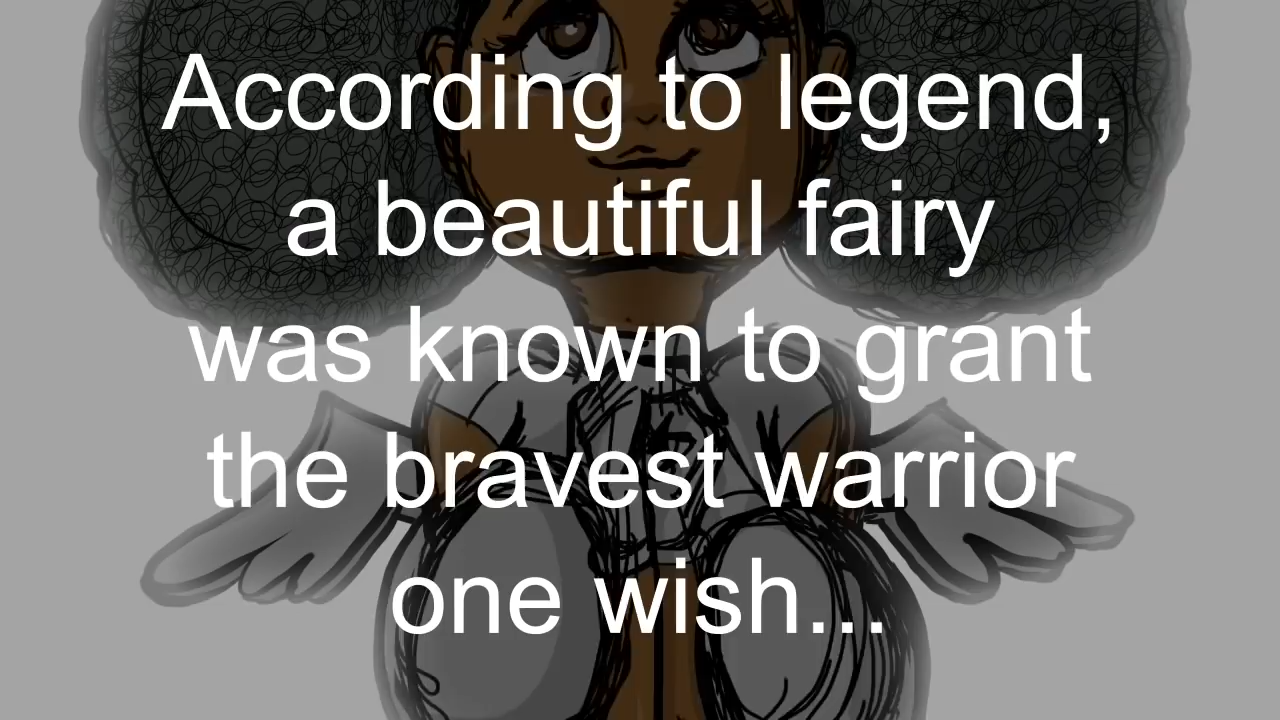 According to legend,
a beautiful fairy
was known to grant
the bravest warrior
one wish...